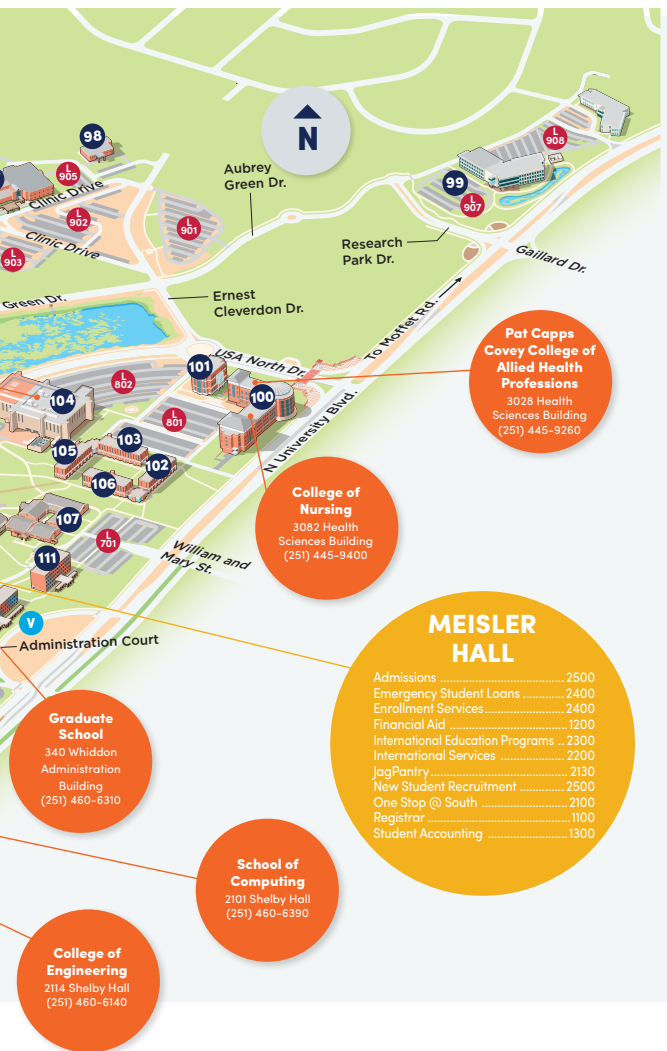 98
L
905
Clinic Drive
L
902
Clinic Drive
L
903
L
901
N
Aubrey
Green Dr.
L
908
99
L
907
Research
Park Dr.
Gaillard Dr.
Green Dr.
Ernest
Cleverdon Dr.
To Moffet Rd.
USA North Dr.
N University Blvd.
101
100
L
802
104
L
801
103
105
102
106
107
L
701
111
William and
Mary St.
V
Administration Court
Pat Capps
Covey College of
Allied Health
Professions
3028 Health
Sciences Building
(251) 445-9260
College of
Nursing
3082 Health
Sciences Building
(251) 445-9400
MEISLER
HALL
Admissions ..................................... 2500
Emergency Student Loans ............ 2400
Enrollment Services ....................... 2400
Financial Aid .................................. 1200
International Education Programs .. 2300
International Services ................... 2200
JagPantry ......................................... 2130
New Student Recruitment ............. 2500
One Stop @ South ........................ 2100
Registrar .......................................... 1100
Student Accounting ....................... 1300
Graduate
School
340 Whiddon
Administration
Building
(251) 460-6310
School of
Computing
2101 Shelby Hall
(251) 460-6390
College of
Engineering
2114 Shelby Hall
(251) 460-6140